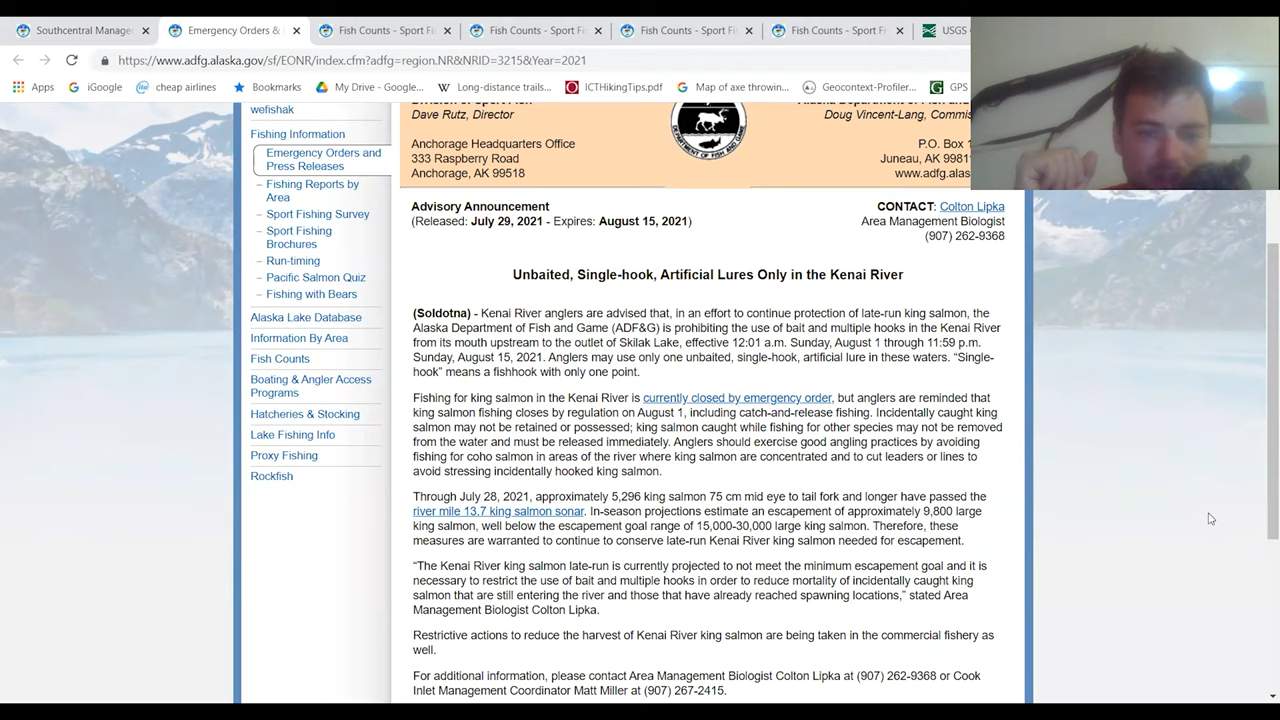 Southcentral Manage
Emergency Orders &
Fish Counts - Sport Fi
Fish Counts - Sport Fi
Fish Counts - Sport Fi
Fish Counts - Sport Fi
USGS
https://www.adfg.alaska.gov/sf/EONR/index.cfm?adfg=region.NR&NRID=3215&Year=2021
Apps
iGoogle
cheap airlines
Bookmarks
My Drive - Google...
Long-distance trails...
ICTHikingTips.pdf
Map of axe throwin...
Geocontext-Profiler...
GPS
wefishak
Fishing Information
Emergency Orders and
Press Releases
– Fishing Reports by
Area
– Sport Fishing Survey
– Sport Fishing
Brochures
– Run-timing
– Pacific Salmon Quiz
– Fishing with Bears
Alaska Lake Database
Information By Area
Fish Counts
Boating & Angler Access
Programs
Hatcheries & Stocking
Lake Fishing Info
Proxy Fishing
Rockfish
Division of Sport Fish
Dave Rutz, Director
Anchorage Headquarters Office
333 Raspberry Road
Anchorage, AK 99518
DEPARTMENT OF FISH AND GAME
Alaska Department of Fish and
Doug Vincent-Lang, Commis
P.O. Box 1
Juneau, AK 9981
www.adfg.alas
Advisory Announcement
(Released: July 29, 2021 - Expires: August 15, 2021)
CONTACT: Colton Lipka
Area Management Biologist
(907) 262-9368
Unbaited, Single-hook, Artificial Lures Only in the Kenai River
(Soldotna) - Kenai River anglers are advised that, in an effort to continue protection of late-run king salmon, the
Alaska Department of Fish and Game (ADF&G) is prohibiting the use of bait and multiple hooks in the Kenai River
from its mouth upstream to the outlet of Skilak Lake, effective 12:01 a.m. Sunday, August 1 through 11:59 p.m.
Sunday, August 15, 2021. Anglers may use only one unbaited, single-hook, artificial lure in these waters. “Single-
hook” means a fishhook with only one point.
Fishing for king salmon in the Kenai River is currently closed by emergency order, but anglers are reminded that
king salmon fishing closes by regulation on August 1, including catch-and-release fishing. Incidentally caught king
salmon may not be retained or possessed; king salmon caught while fishing for other species may not be removed
from the water and must be released immediately. Anglers should exercise good angling practices by avoiding
fishing for coho salmon in areas of the river where king salmon are concentrated and to cut leaders or lines to
avoid stressing incidentally hooked king salmon.
Through July 28, 2021, approximately 5,296 king salmon 75 cm mid eye to tail fork and longer have passed the
river mile 13.7 king salmon sonar. In-season projections estimate an escapement of approximately 9,800 large
king salmon, well below the escapement goal range of 15,000-30,000 large king salmon. Therefore, these
measures are warranted to continue to conserve late-run Kenai River king salmon needed for escapement.
“The Kenai River king salmon late-run is currently projected to not meet the minimum escapement goal and it is
necessary to restrict the use of bait and multiple hooks in order to reduce mortality of incidentally caught king
salmon that are still entering the river and those that have already reached spawning locations,” stated Area
Management Biologist Colton Lipka.
Restrictive actions to reduce the harvest of Kenai River king salmon are being taken in the commercial fishery as
well.
For additional information, please contact Area Management Biologist Colton Lipka at (907) 262-9368 or Cook
Inlet Management Coordinator Matt Miller at (907) 267-2415.